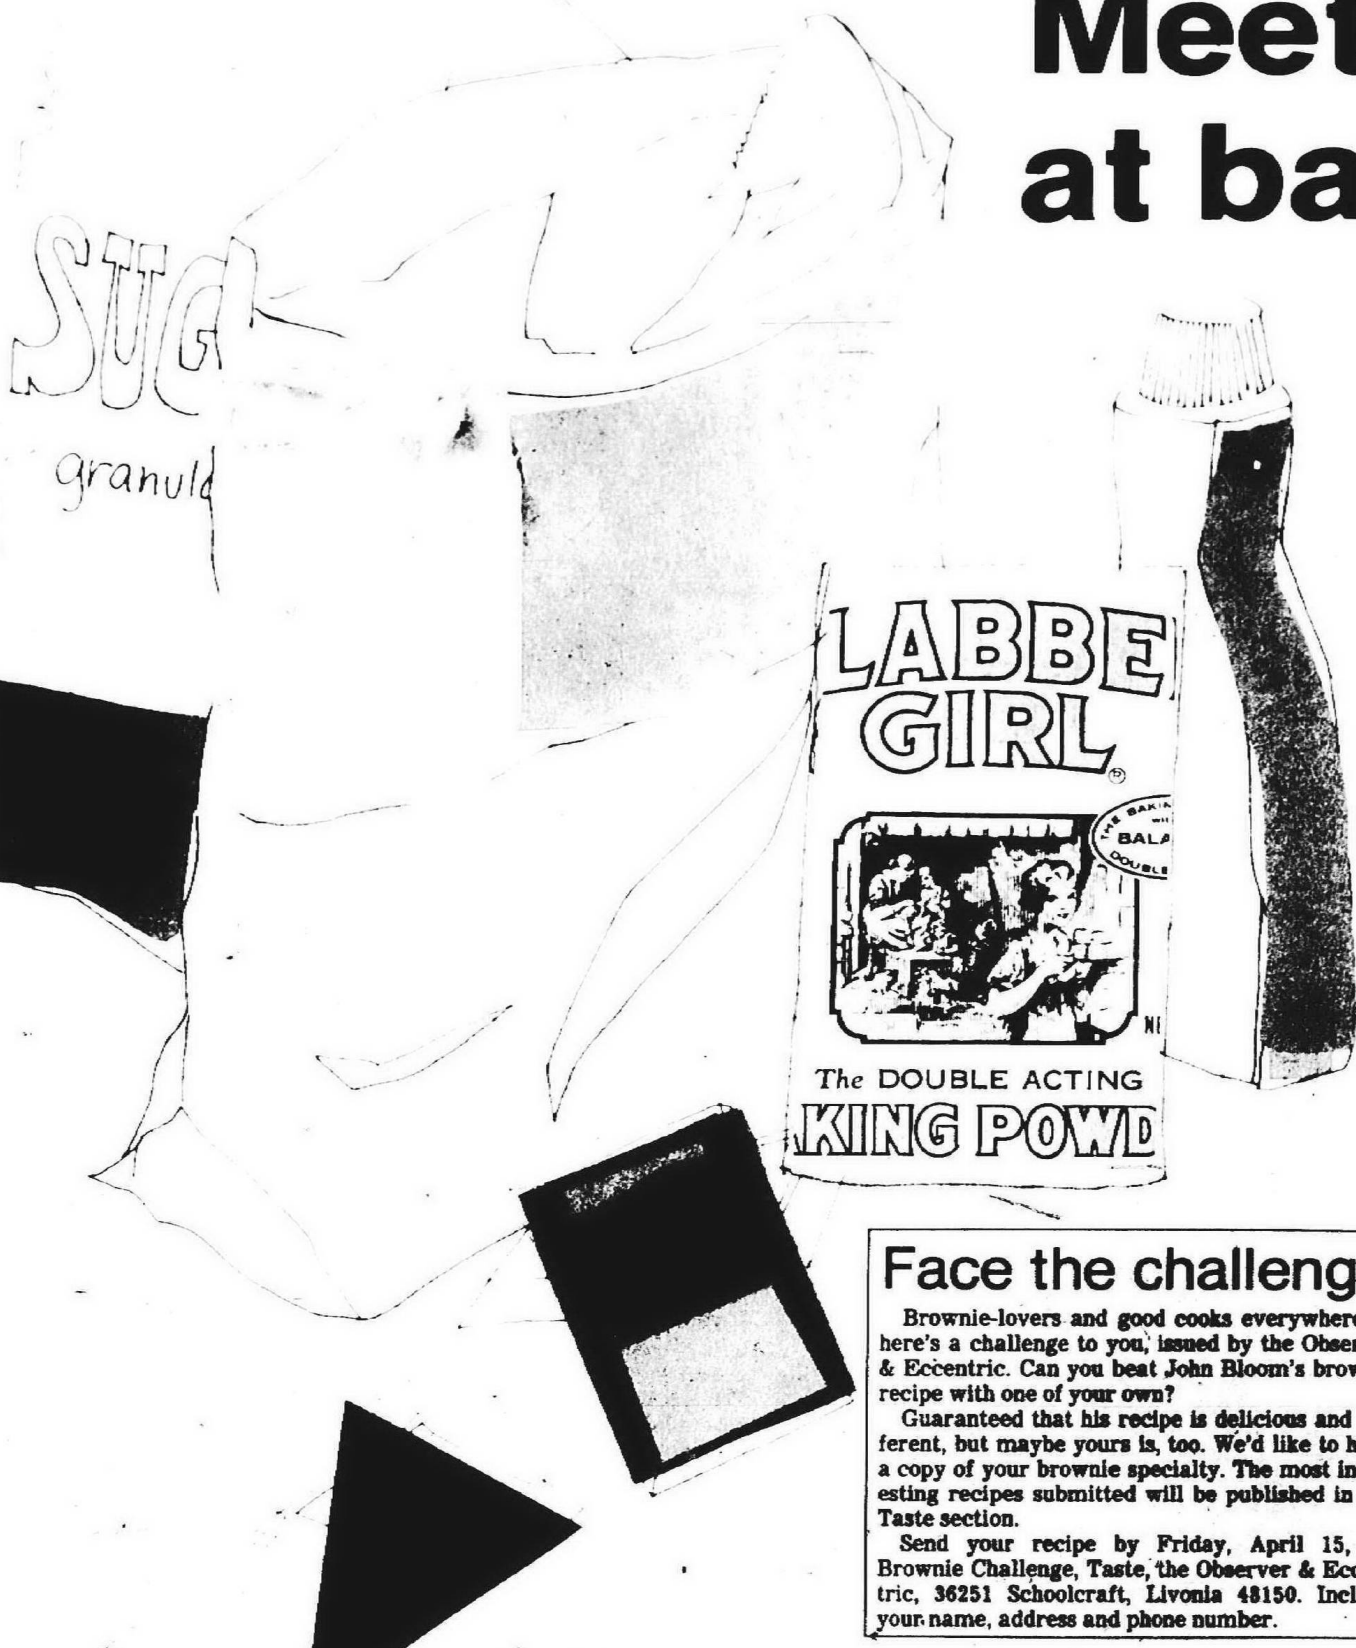 Meet
at ba
SUG
granula
LABBE
GIRL
®
THE BAKIN
WI
BALA
DOUBLE
NE
The DOUBLE ACTING
KING POWD
Face the challeng
Brownie-lovers and good cooks everywhere
here's a challenge to you, issued by the Obser
& Eccentric. Can you beat John Bloom's brow
recipe with one of your own?
Guaranteed that his recipe is delicious and
ferent, but maybe yours is, too. We'd like to h
a copy of your brownie specialty. The most in
esting recipes submitted will be published in
Taste section.
Send your recipe by Friday, April 15,
Brownie Challenge, Taste, the Observer & Ecc
tric, 36251 Schoolcraft, Livonia 48150. Incl
your name, address and phone number.